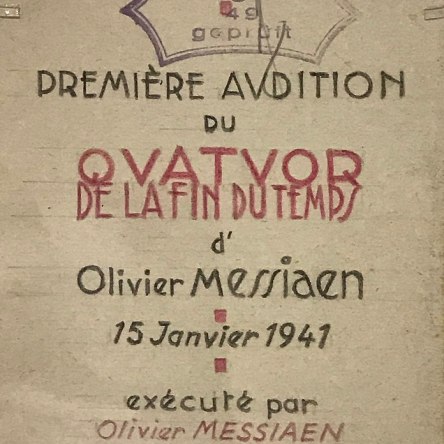 49
geprüft
PREMIÈRE AVDITION
DU
QVATVOR
DE LA FIN DU TEMPS
d'
Olivier Messiaen
15 Janvier 1941
exécuté par
Olivier MESSIAEN